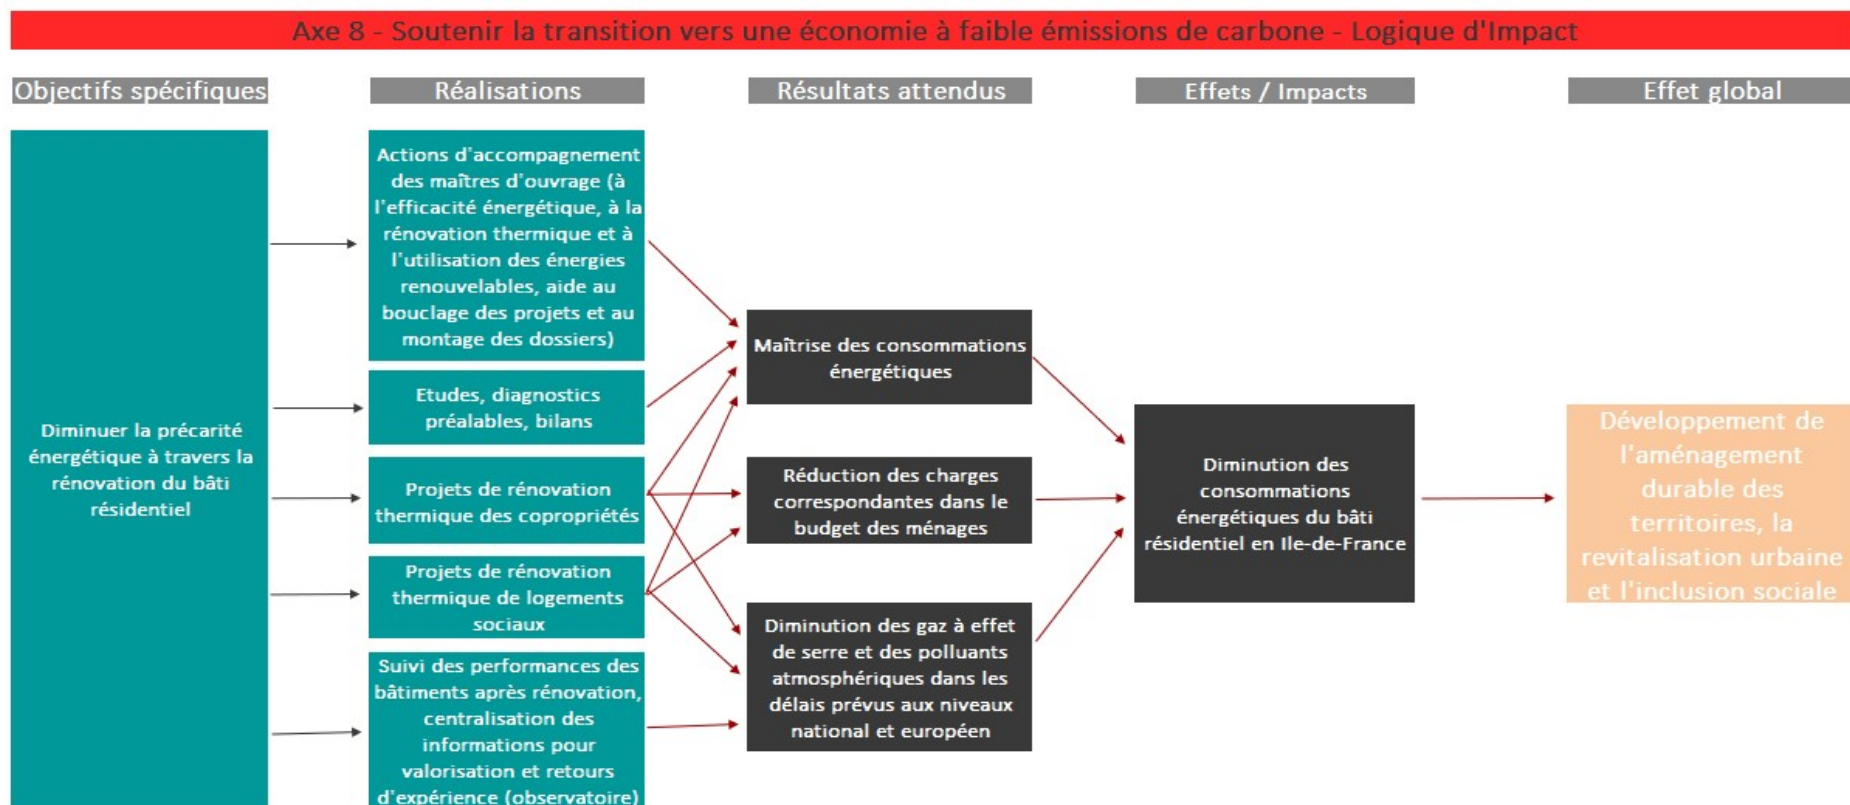 Axe 8 - Soutenir la transition vers une économie à faible émissions de carbone - Logique d'Impact
Objectifs spécifiques
Réalisations
Résultats attendus
Effets / Impacts
Effet global
Diminuer la précarité
énergétique à travers la
rénovation du bâti
résidentiel
Actions d'accompagnement
des maîtres d'ouvrage (à
l'efficacité énergétique, à la
rénovation thermique et à
l'utilisation des énergies
renouvelables, aide au
bouclage des projets et au
montage des dossiers)
Etudes, diagnostics
préalables, bilans
Projets de rénovation
thermique des copropriétés
Projets de rénovation
thermique de logements
sociaux
Suivi des performances des
bâtiments après rénovation,
centralisation des
informations pour
valorisation et retours
d'expérience (observatoire)
Maîtrise des consommations
énergétiques
Réduction des charges
correspondantes dans le
budget des ménages
Diminution des gaz à effet
de serre et des polluants
atmosphériques dans les
délais prévus aux niveaux
national et européen
Diminution des
consommations
énergétiques du bâti
résidentiel en Ile-de-France
Développement de
l'aménagement
durable des
territoires, la
revitalisation urbaine
et l'inclusion sociale